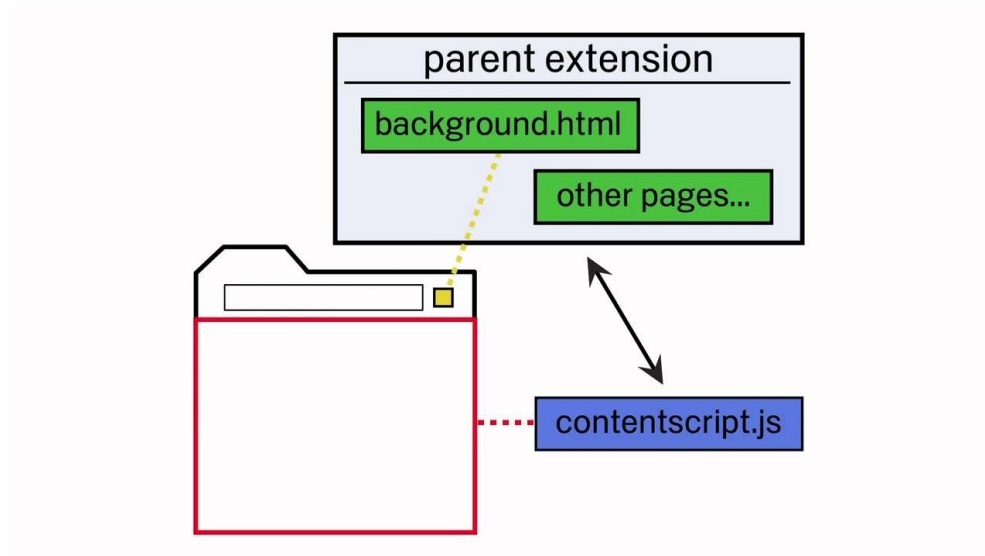 parent extension
background.html
other pages...
contentscript.js